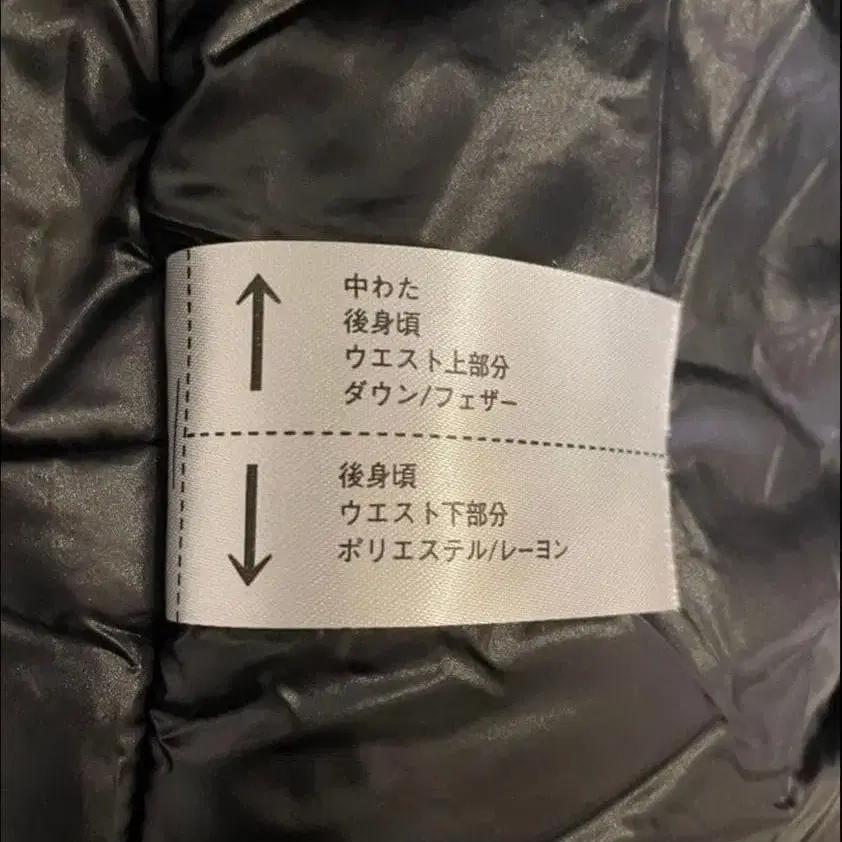 中わた
後身頃
ウエスト上部分
ダウン/フェザー
後身頃
ウエスト下部分
ポリエステル/レーヨン